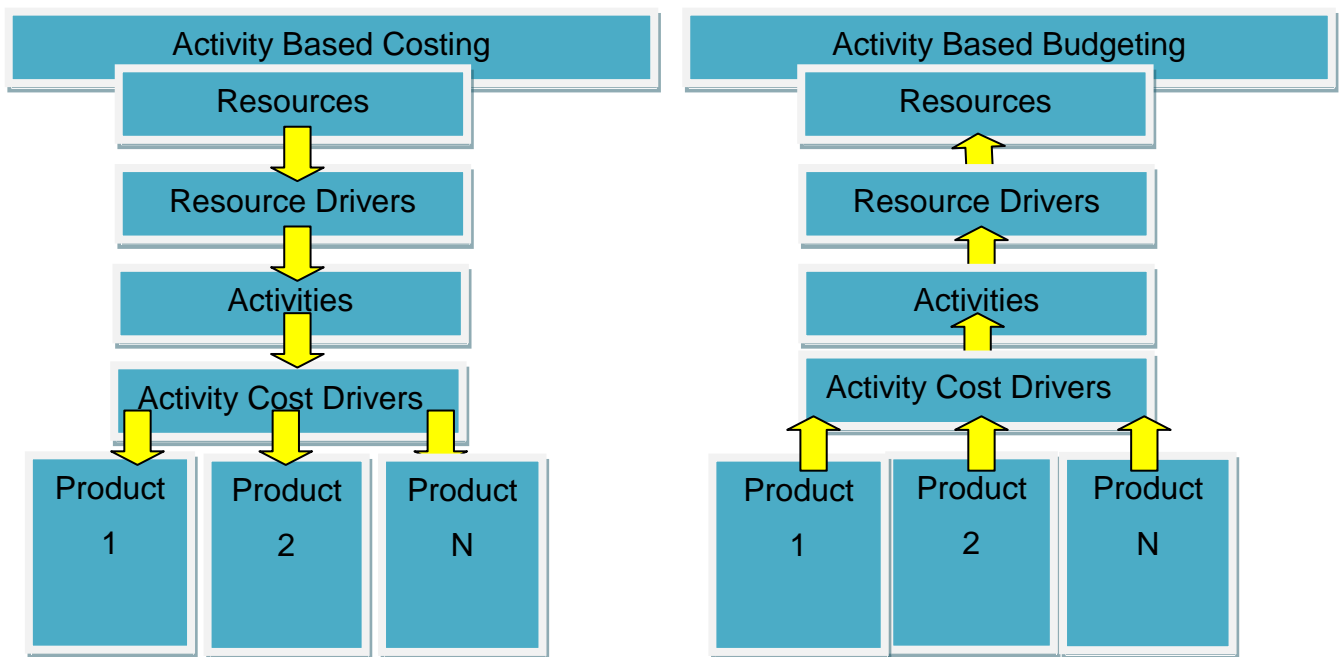 Activity Based Costing
Resources
Resource Drivers
Activities
Activity Cost Drivers
Product
1
Product
2
Product
N
Activity Based Budgeting
Resources
Resource Drivers
Activities
Activity Cost Drivers
Product
1
Product
2
Product
N